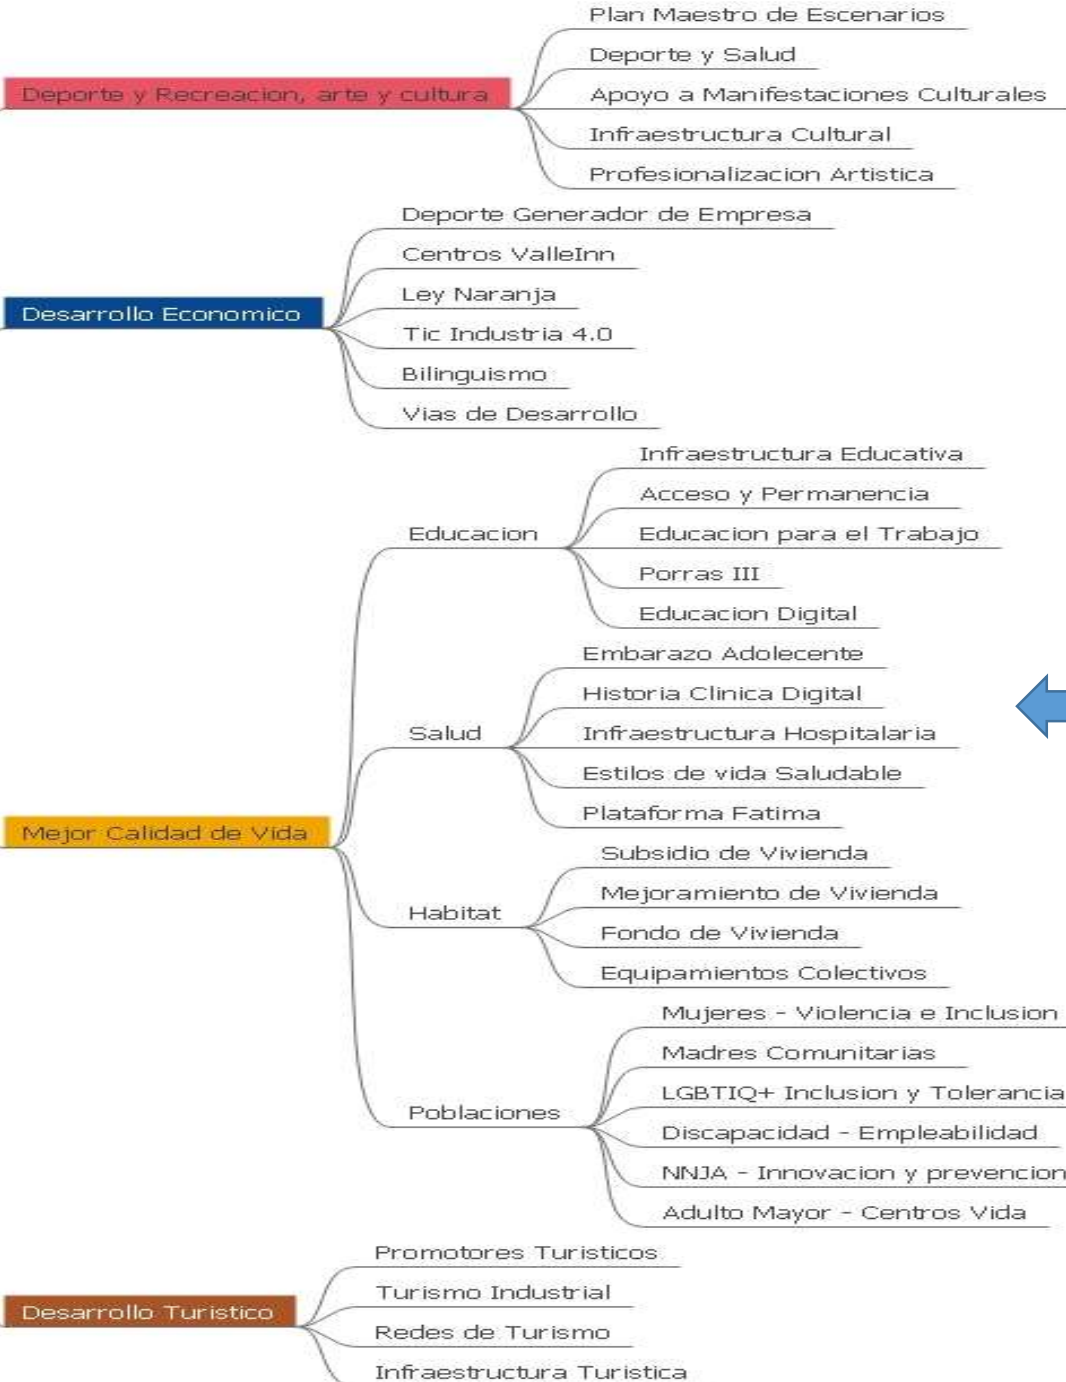 Deporte y Recreacion, arte y cultura
Plan Maestro de Escenarios
Deporte y Salud
Apoyo a Manifestaciones Culturales
Infraestructura Cultural
Profesionalizacion Artistica
Desarrollo Economico
Deporte Generador de Empresa
Centros ValleInn
Ley Naranja
Tic Industria 4.0
Bilinguismo
Vias de Desarrollo
Mejor Calidad de Vida
Educacion
Infraestructura Educativa
Acceso y Permanencia
Educacion para el Trabajo
Porras III
Educacion Digital
Salud
Embarazo Adolecente
Historia Clinica Digital
Infraestructura Hospitalaria
Estilos de vida Saludable
Plataforma Fatima
Habitat
Subsidio de Vivienda
Mejoramiento de Vivienda
Fondo de Vivienda
Equipamientos Colectivos
Poblaciones
Mujeres - Violencia e Inclusion
Madres Comunitarias
LGBTIQ+ Inclusion y Tolerancia
Discapacidad - Empleabilidad
NNJA - Innovacion y prevencion
Adulto Mayor - Centros Vida
Desarrollo Turistico
Promotores Turisticos
Turismo Industrial
Redes de Turismo
Infraestructura Turistica